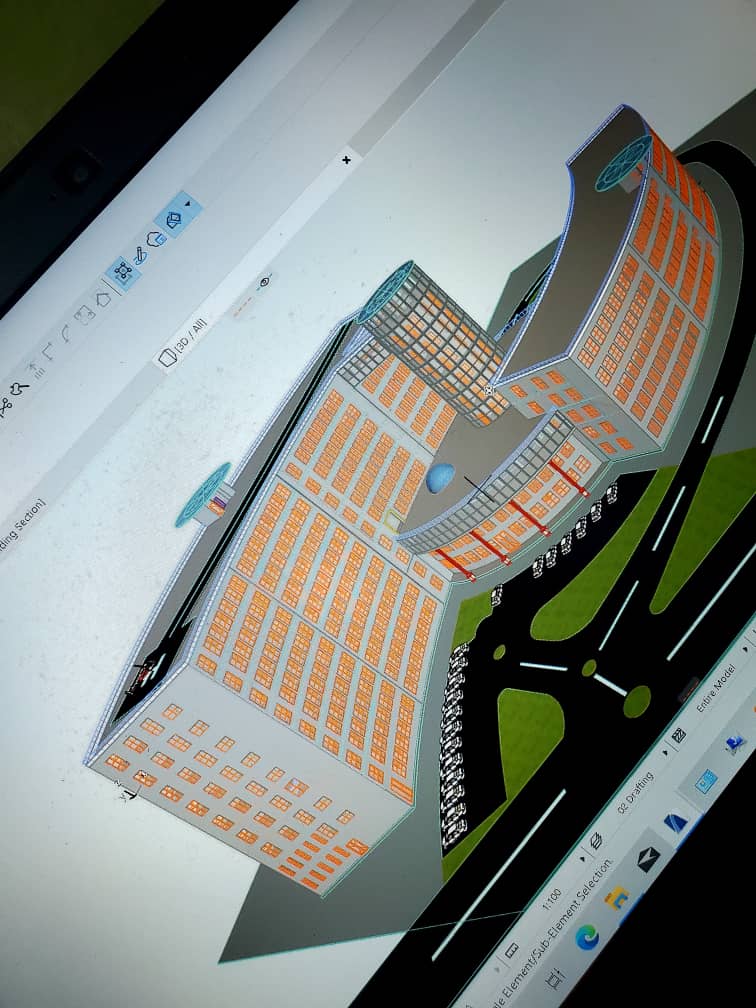 ding Section]
[3D / All]
Entire Model
02 Drafting
1:100
le Element/Sub-Element Selection.